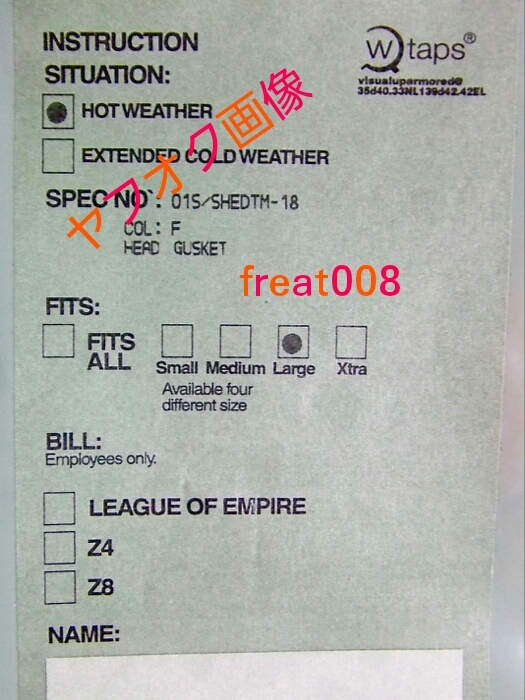 INSTRUCTION
Wtaps®
visualuparmored@
35d40.33NL139d42.42EL
SITUATION:
HOT WEATHER
EXTENDED COLD WEATHER
SPEC NO`: 01S/SHEDTM-18
COL: F
HEAD GUSKET
ヤフオク画像
freat008
FITS:
FITS ALL
Small Medium Large Xtra
Available four
different size
BILL:
Employees only.
LEAGUE OF EMPIRE
Z4
Z8
NAME: